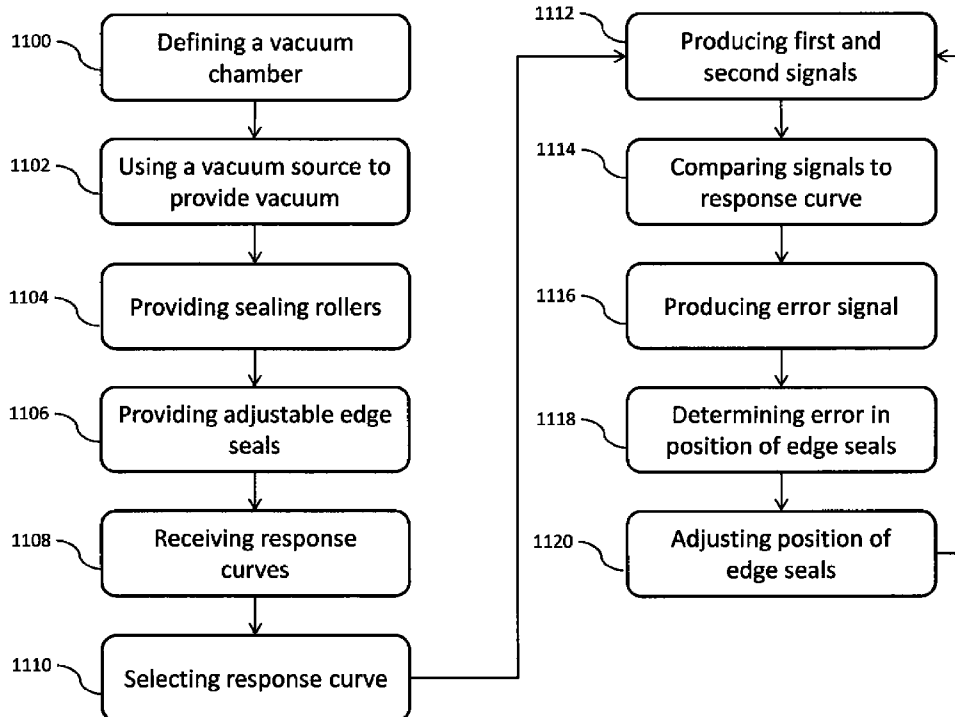 1100
Defining a vacuum
chamber
1102
Using a vacuum source to
provide vacuum
1104
Providing sealing rollers
1106
Providing adjustable edge
seals
1108
Receiving response
curves
1110
Selecting response curve
1112
Producing first and
second signals
1114
Comparing signals to
response curve
1116
Producing error signal
1118
Determining error in
position of edge seals
1120
Adjusting position of
edge seals